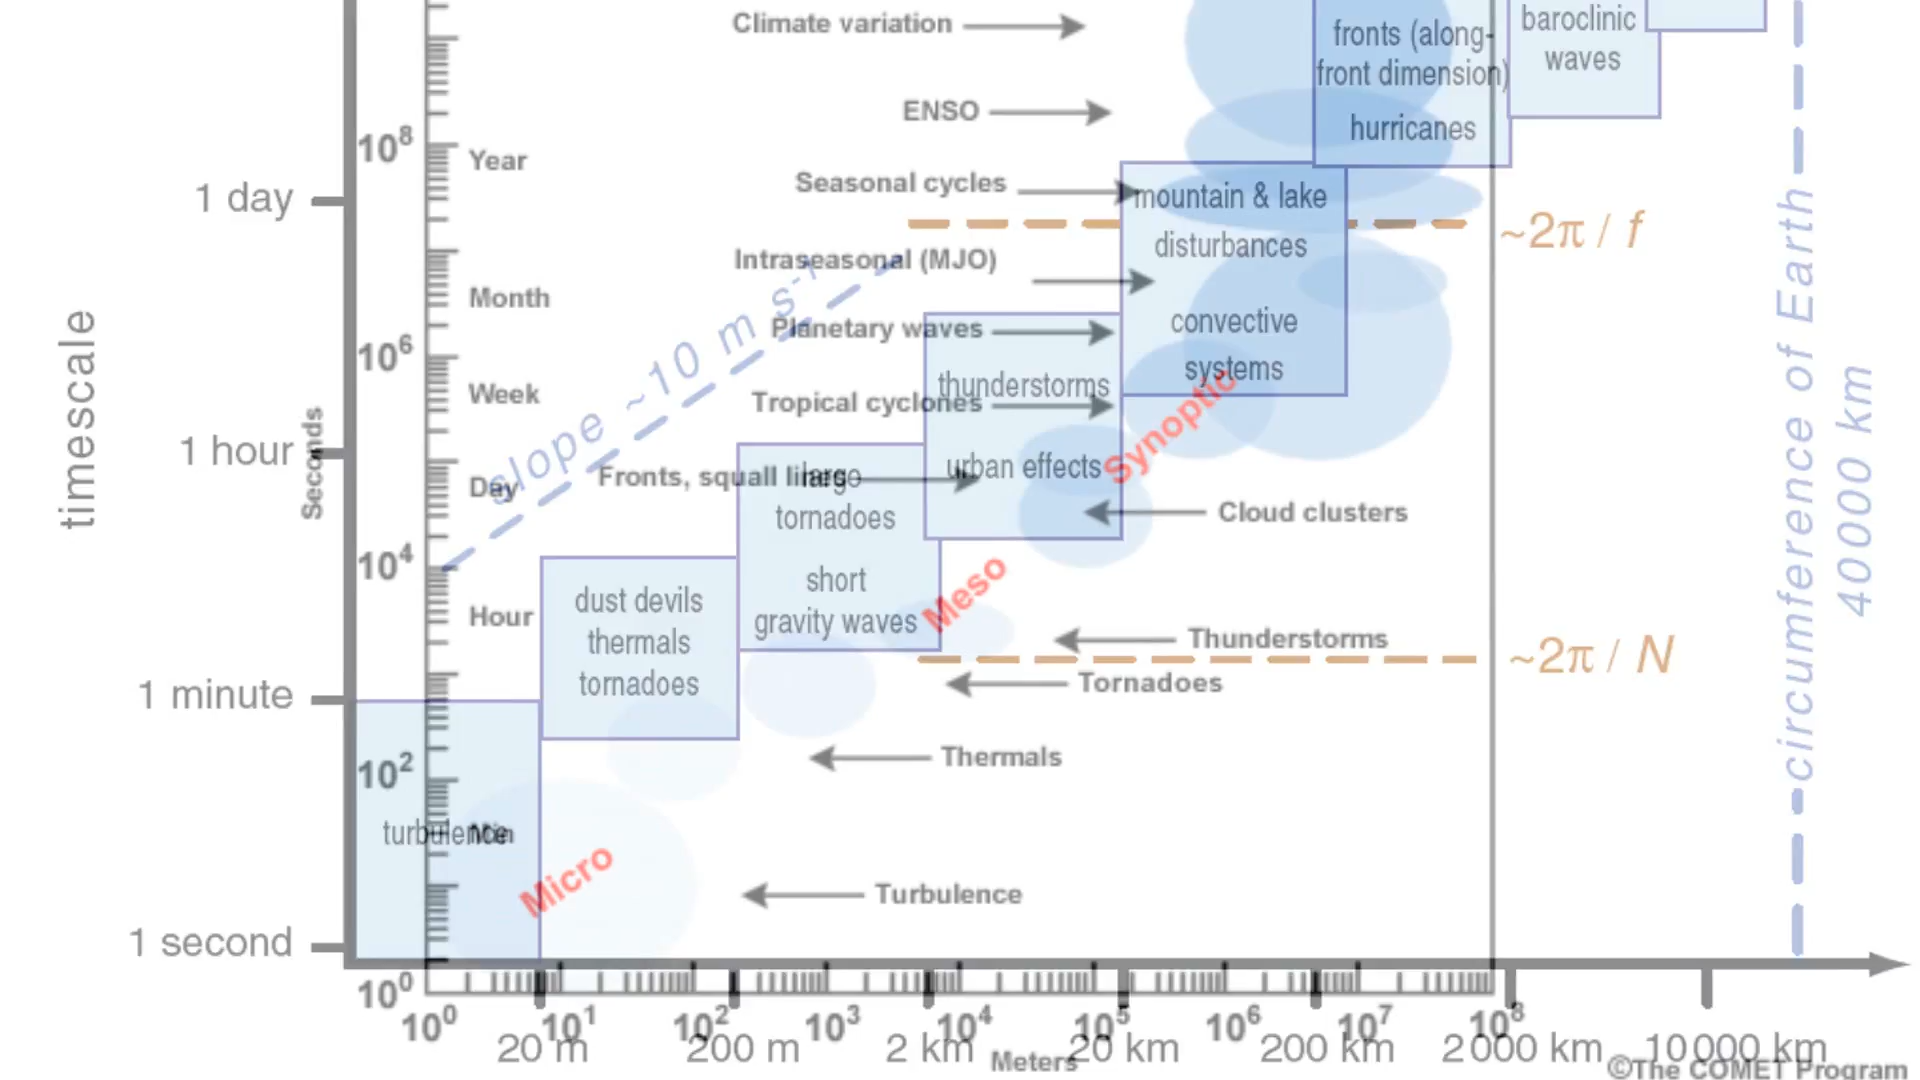 Climate variation
fronts (along-
front dimension)
hurricanes
baroclinic
waves
ENSO
10⁸
Year
1 day
Seasonal cycles
mountain & lake
disturbances
~2π / f
Intraseasonal (MJO)
slope ~10 m s⁻¹
Month
Planetary waves
convective
systems
10⁶
timescale
Week
thunderstorms
Tropical cyclones
Synoptic
1 hour
Seconds
Day
Fronts, squall lines
large
tornadoes
urban effects
Cloud clusters
10⁴
short
gravity waves
Meso
Hour
dust devils
thermals
tornadoes
Thunderstorms
~2π / N
Tornadoes
1 minute
Thermals
10²
turbulence
Min
Micro
Turbulence
1 second
circumference of Earth
40000 km
10⁰
10⁰ 10¹ 10² 10³ 10⁴ 10⁵ 10⁶ 10⁷ 10⁸
20 m 200 m 2 km 20 km 200 km 2000 km 10000 km
Meters
©The COMET Program